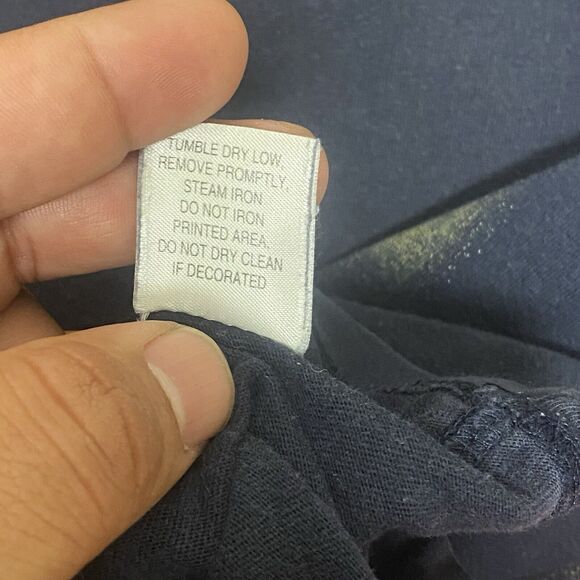 TUMBLE DRY LOW.
REMOVE PROMPTLY.
STEAM IRON
DO NOT IRON
PRINTED AREA.
DO NOT DRY CLEAN
IF DECORATED